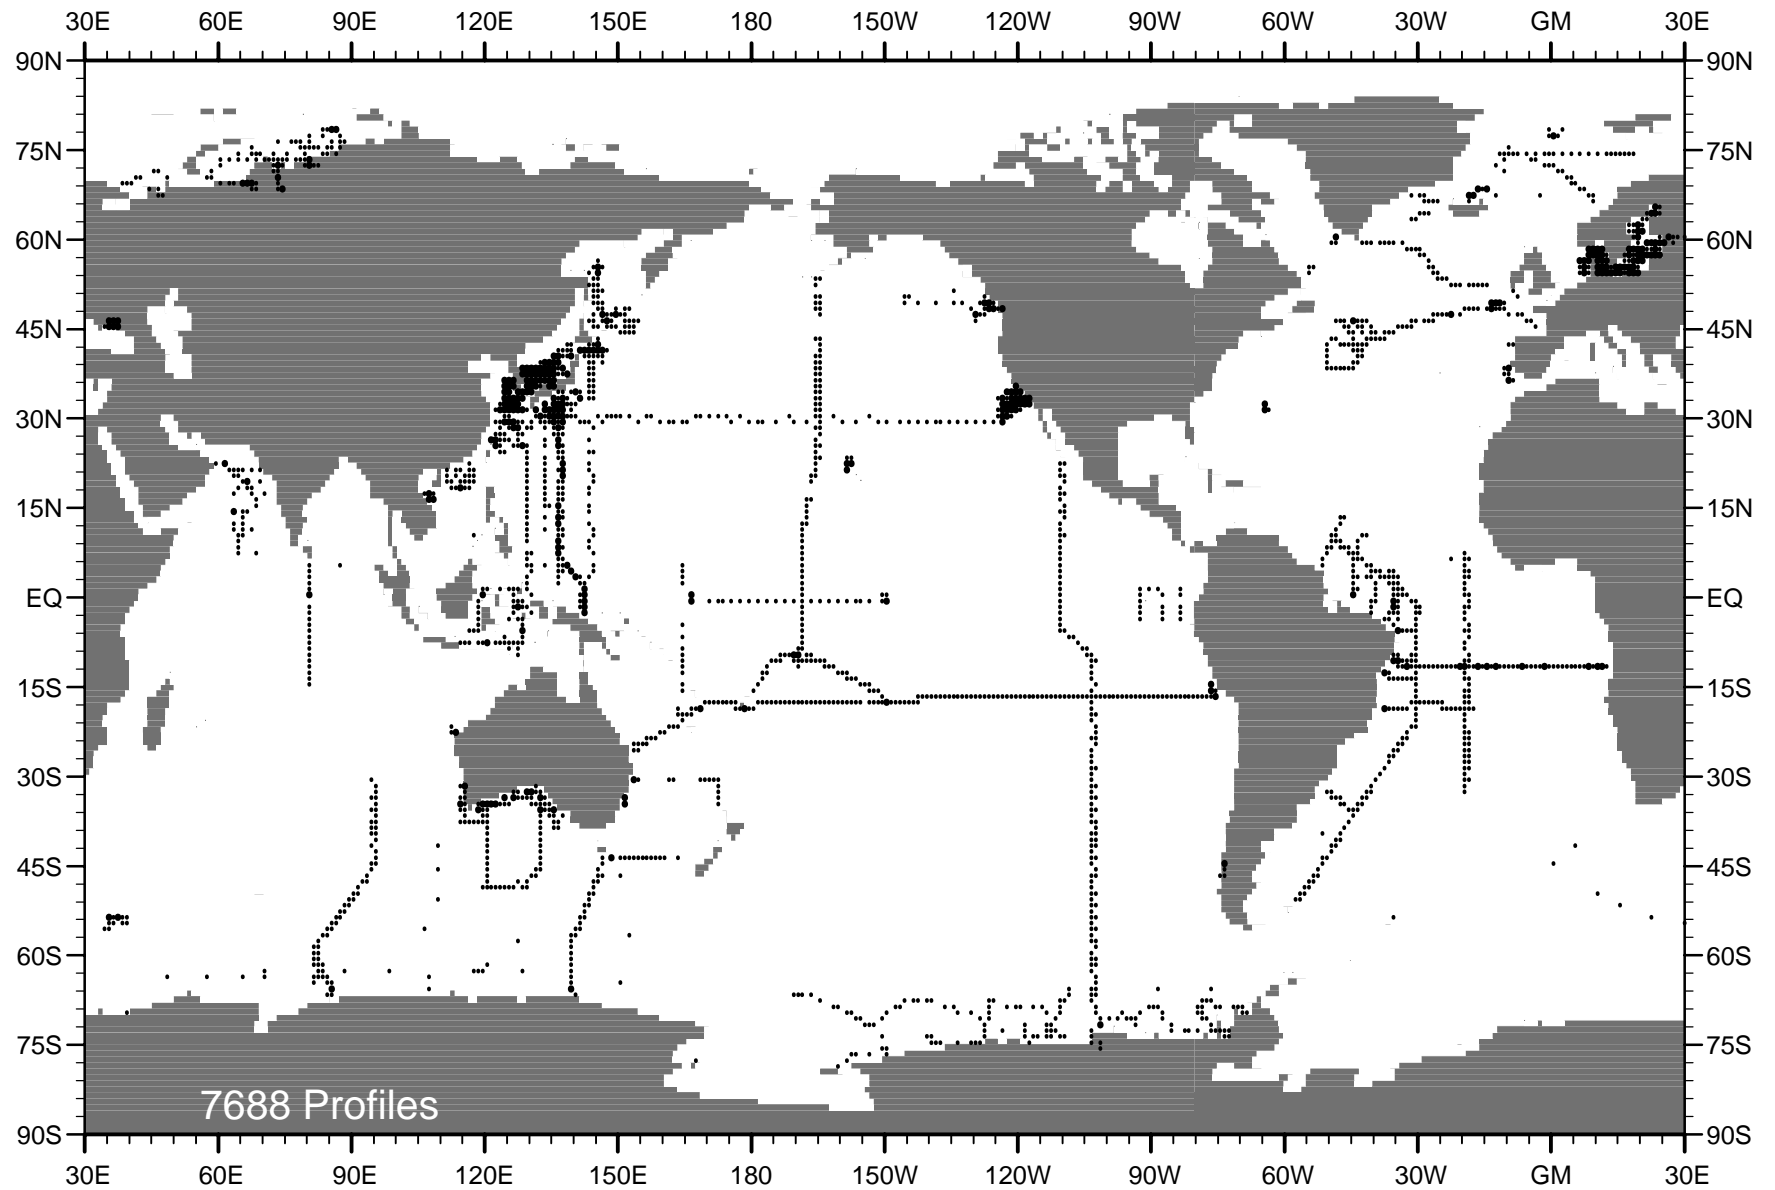 30E 60E 90E 120E 150E 180 150W 120W 90W 60W 30W GM 30E
90N 90N
75N 75N
60N 60N
45N 45N
30N 30N
15N 15N
EQ EQ
15S 15S
30S 30S
45S 45S
60S 60S
75S 75S
7688 Profiles
90S 90S
30E 60E 90E 120E 150E 180 150W 120W 90W 60W 30W GM 30E